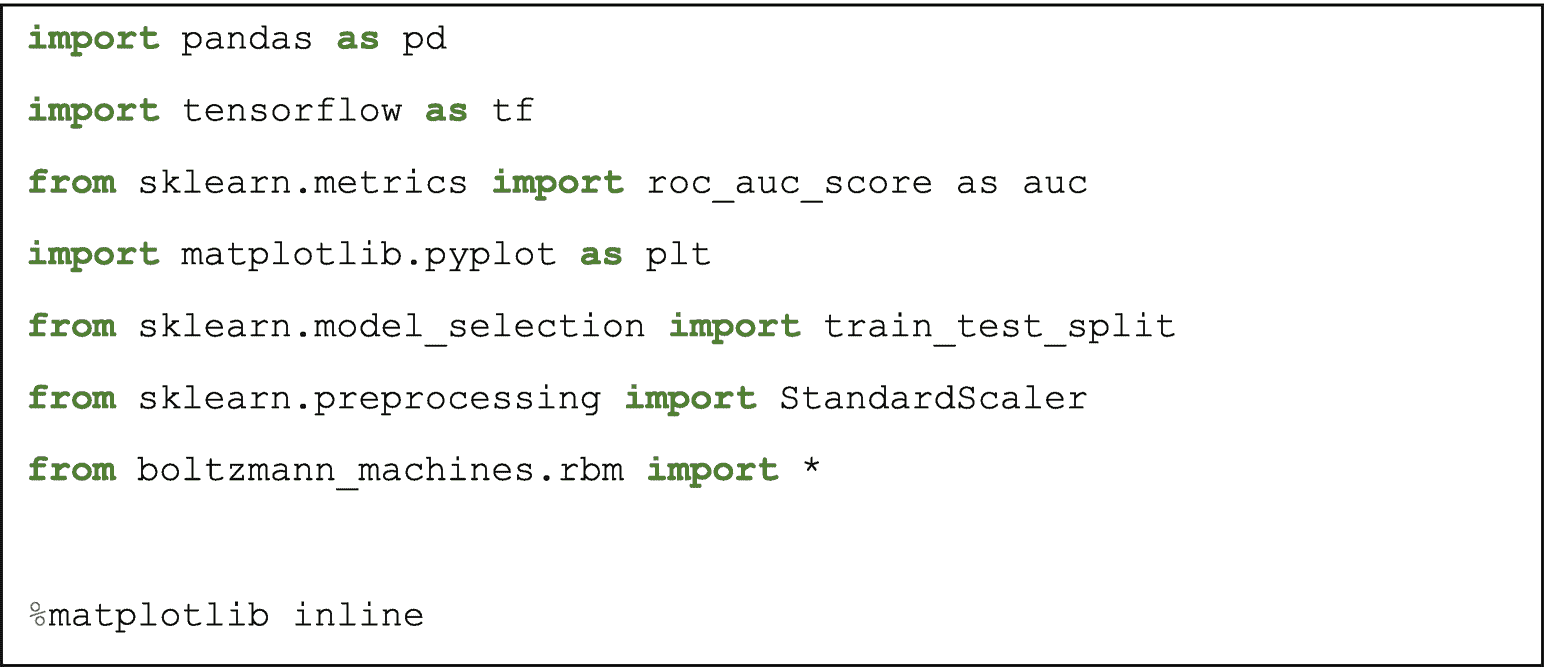 import pandas as pd
import tensorflow as tf
from sklearn.metrics import roc_auc_score as auc
import matplotlib.pyplot as plt
from sklearn.model_selection import train_test_split
from sklearn.preprocessing import StandardScaler
from boltzmann_machines.rbm import *
%matplotlib inline